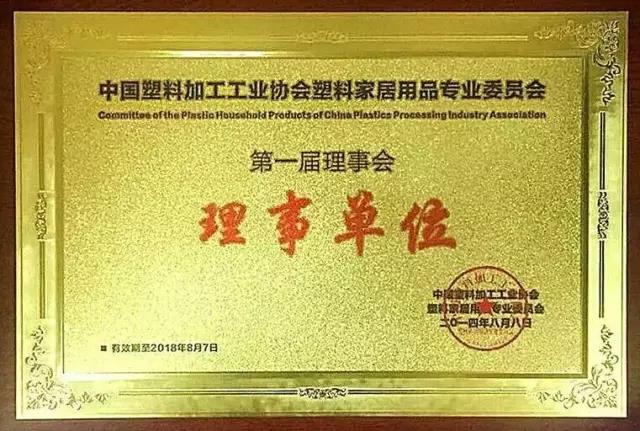 中国塑料加工工业协会塑料家居用品专业委员会
Committee of the Plastic Household Products of China Plastics Processing Industry Association
第一届理事会
理事单位
中国塑料加工工业协会
塑料家居用品专业委员会
二〇一四年八月八日
■ 有效期至2018年8月7日